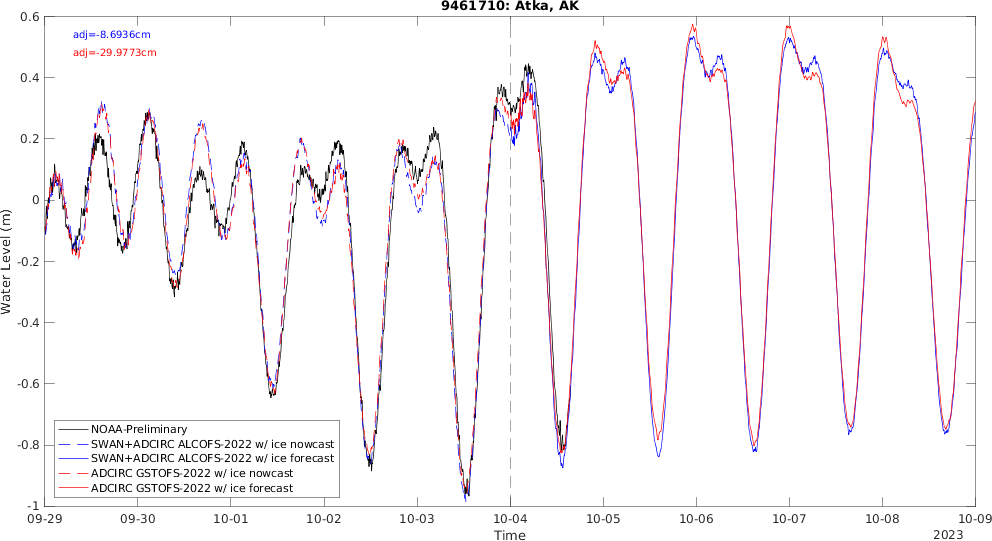 9461710: Atka, AK
adj=-8.6936cm
adj=-29.9773cm
0.6
0.4
0.2
0
-0.2
-0.4
-0.6
-0.8
-1
Water Level (m)
NOAA-Preliminary
SWAN+ADCIRC ALCOFS-2022 w/ ice nowcast
SWAN+ADCIRC ALCOFS-2022 w/ ice forecast
ADCIRC GSTOFS-2022 w/ ice nowcast
ADCIRC GSTOFS-2022 w/ ice forecast
09-29 09-30 10-01 10-02 10-03 10-04 10-05 10-06 10-07 10-08 10-09
Time
2023